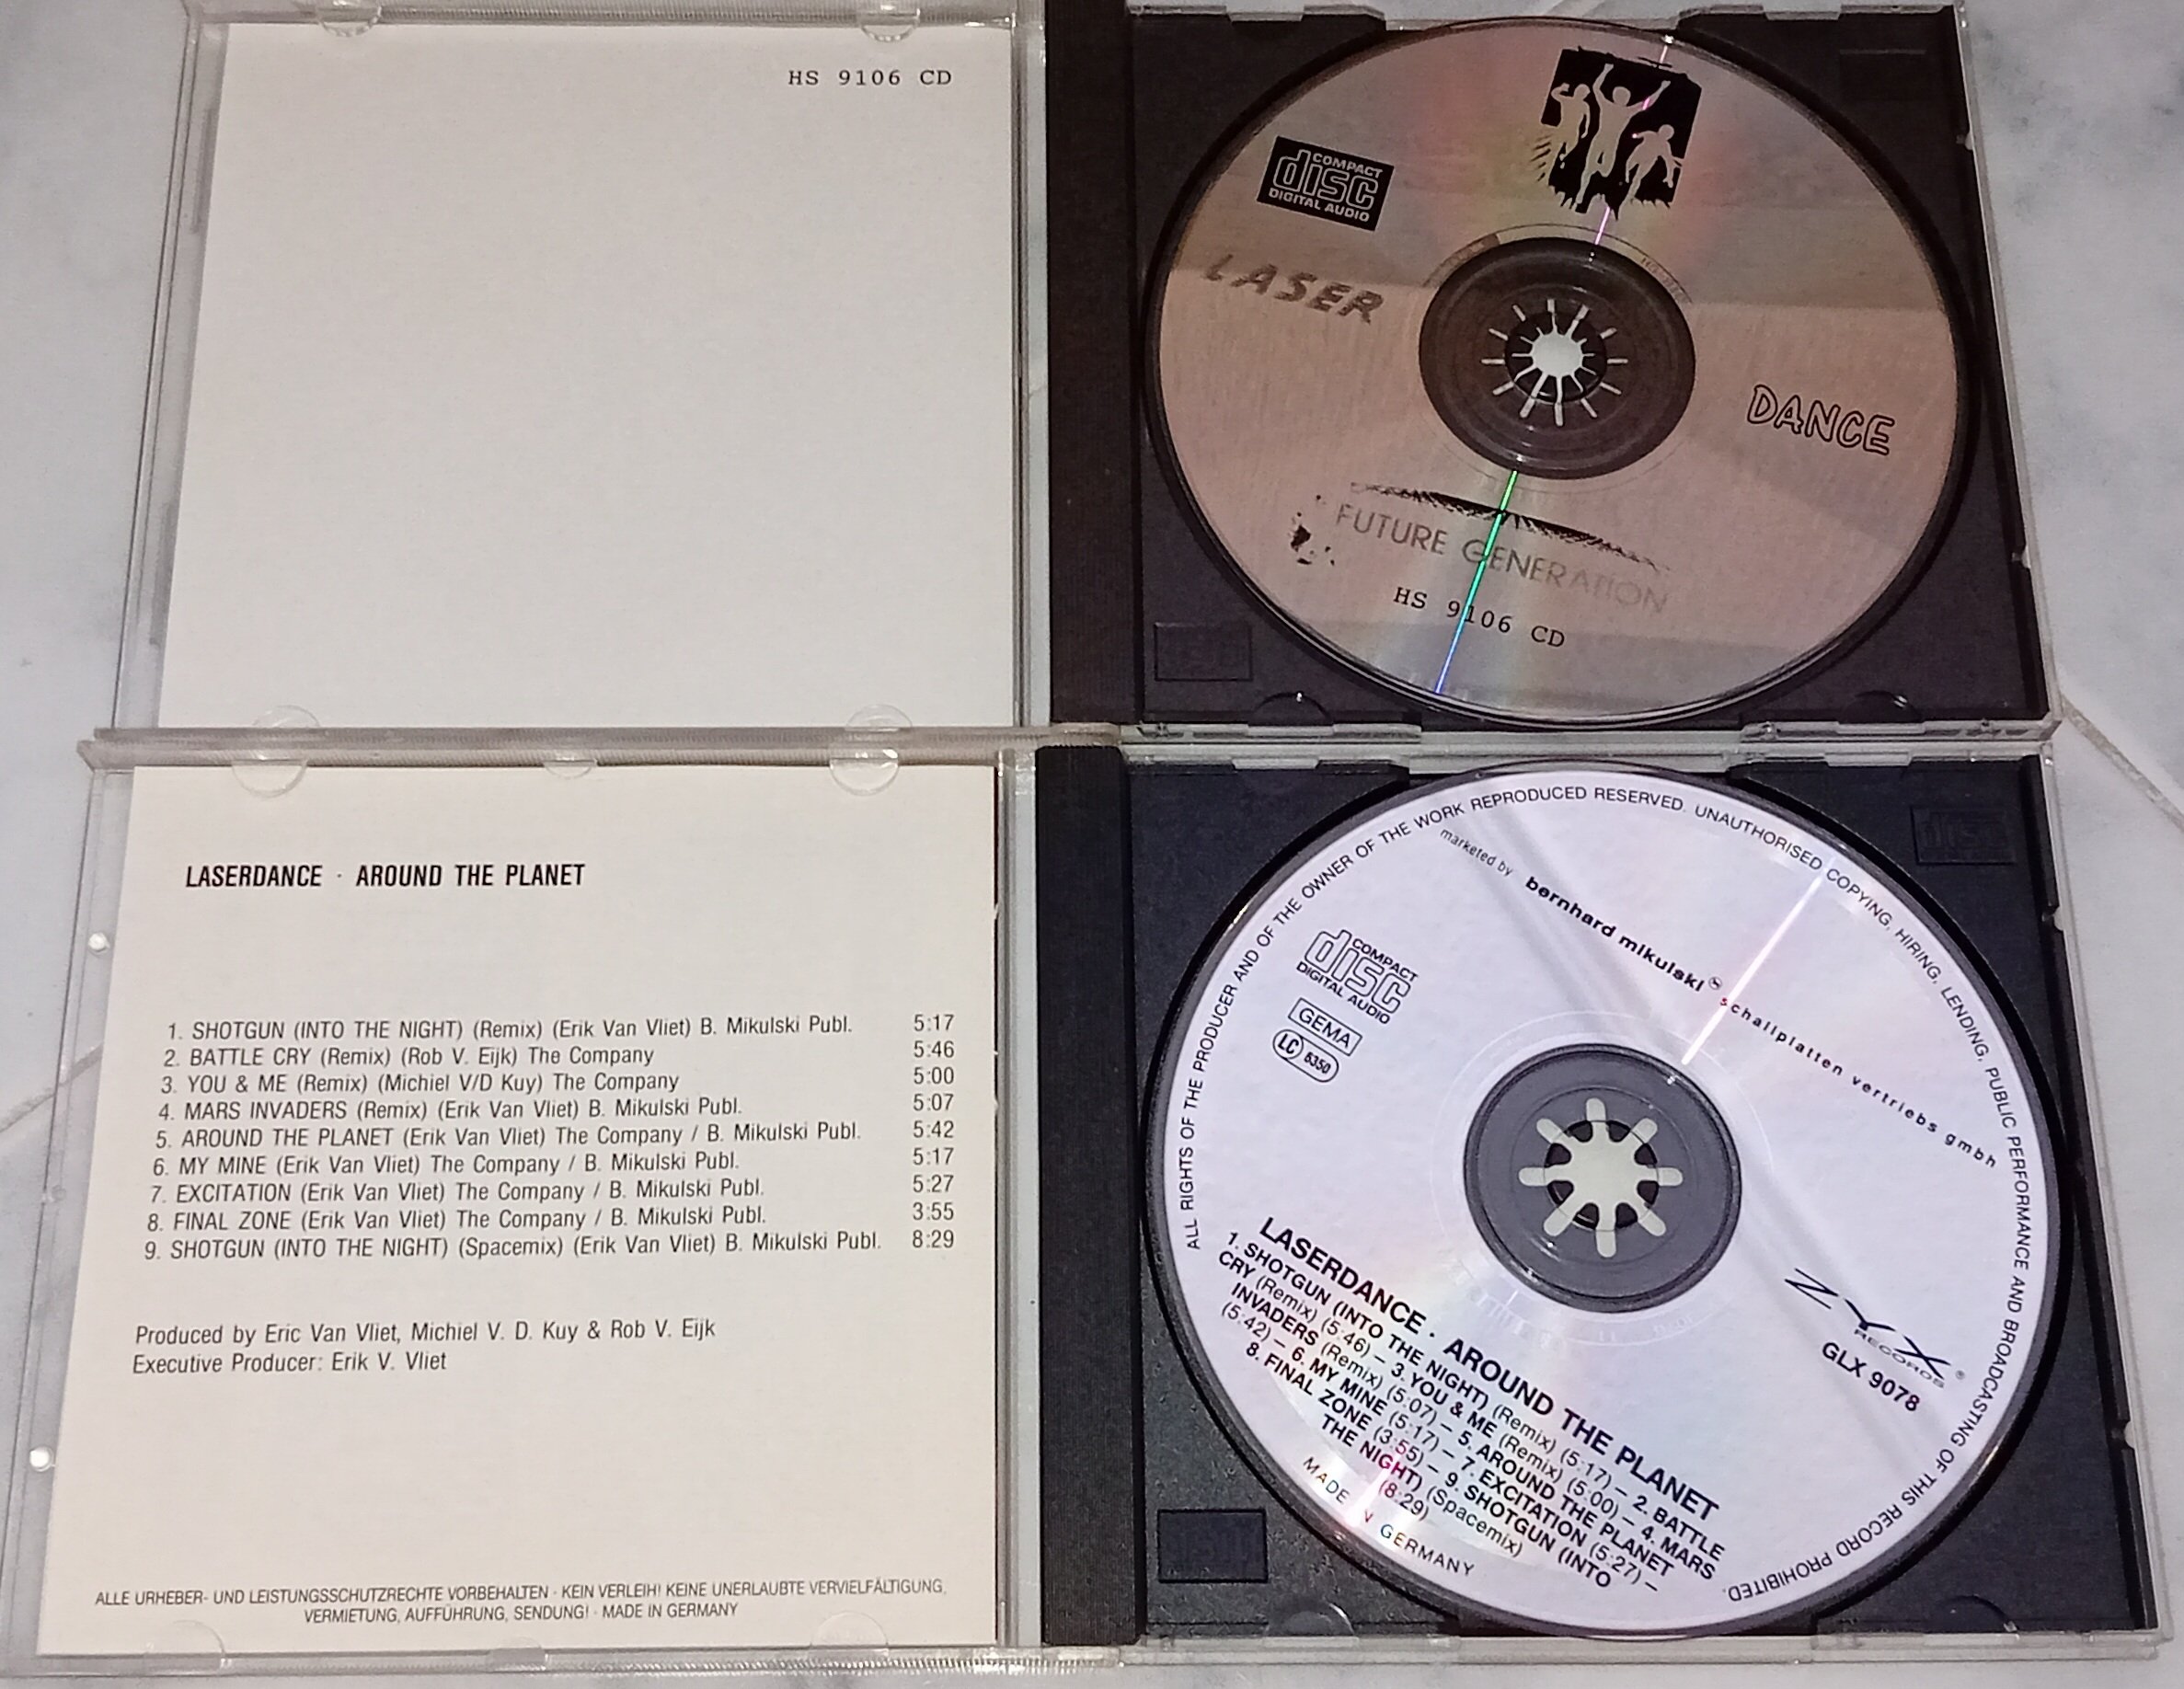 HS 9106 CD
COMPACT
disc
DIGITAL AUDIO
LASER
DANCE
FUTURE GENERATION
HS 9106 CD
LASERDANCE · AROUND THE PLANET
1. SHOTGUN (INTO THE NIGHT) (Remix) (Erik Van Vliet) B. Mikulski Publ. 5:17
2. BATTLE CRY (Remix) (Rob V. Eijk) The Company 5:46
3. YOU & ME (Remix) (Michiel V/D Kuy) The Company 5:00
4. MARS INVADERS (Remix) (Erik Van Vliet) B. Mikulski Publ. 5:07
5. AROUND THE PLANET (Erik Van Vliet) The Company / B. Mikulski Publ. 5:42
6. MY MINE (Erik Van Vliet) The Company / B. Mikulski Publ. 5:17
7. EXCITATION (Erik Van Vliet) The Company / B. Mikulski Publ. 5:27
8. FINAL ZONE (Erik Van Vliet) The Company / B. Mikulski Publ. 3:55
9. SHOTGUN (INTO THE NIGHT) (Spacemix) (Erik Van Vliet) B. Mikulski Publ. 8:29
Produced by Eric Van Vliet, Michiel V. D. Kuy & Rob V. Eijk
Executive Producer: Erik V. Vliet
ALLE URHEBER- UND LEISTUNGSSCHUTZRECHTE VORBEHALTEN · KEIN VERLEIH! KEINE UNERLAUBTE VERVIELFÄLTIGUNG,
VERMIETUNG, AUFFÜHRUNG, SENDUNG! · MADE IN GERMANY
ALL RIGHTS OF THE PRODUCER AND OF THE OWNER OF THE WORK REPRODUCED RESERVED. UNAUTHORISED COPYING, HIRING, LENDING, PUBLIC PERFORMANCE AND BROADCASTING OF THIS RECORD PROHIBITED.
marketed by bernhard mikulski schallplatten vertriebs gmbh
COMPACT
disc
DIGITAL AUDIO
GEMA
LC 6350
ZYX
RECORDS ®
GLX 9078
LASERDANCE · AROUND THE PLANET
1. SHOTGUN (INTO THE NIGHT) (Remix) (5:17) – 2. BATTLE
CRY (Remix) (5:46) – 3. YOU & ME (Remix) (5:00) – 4. MARS
INVADERS (Remix) (5:07) – 5. AROUND THE PLANET
(5:42) – 6. MY MINE (5:17) – 7. EXCITATION (5:27) –
8. FINAL ZONE (3:55) – 9. SHOTGUN (INTO
THE NIGHT) (Spacemix)
(8:29)
MADE IN GERMANY